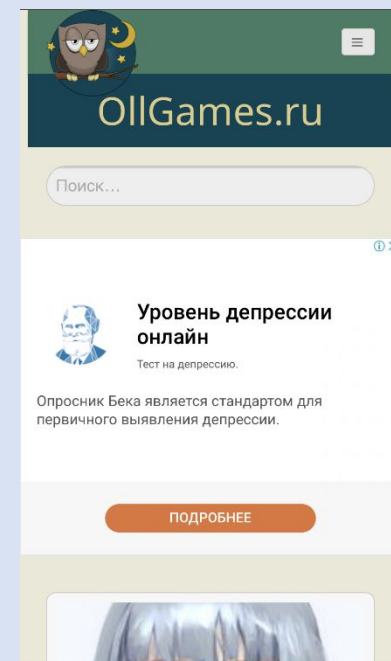 OllGames.ru
Поиск...
Уровень депрессии
онлайн
Тест на депрессию.
Опросник Бека является стандартом для
первичного выявления депрессии.
ПОДРОБНЕЕ